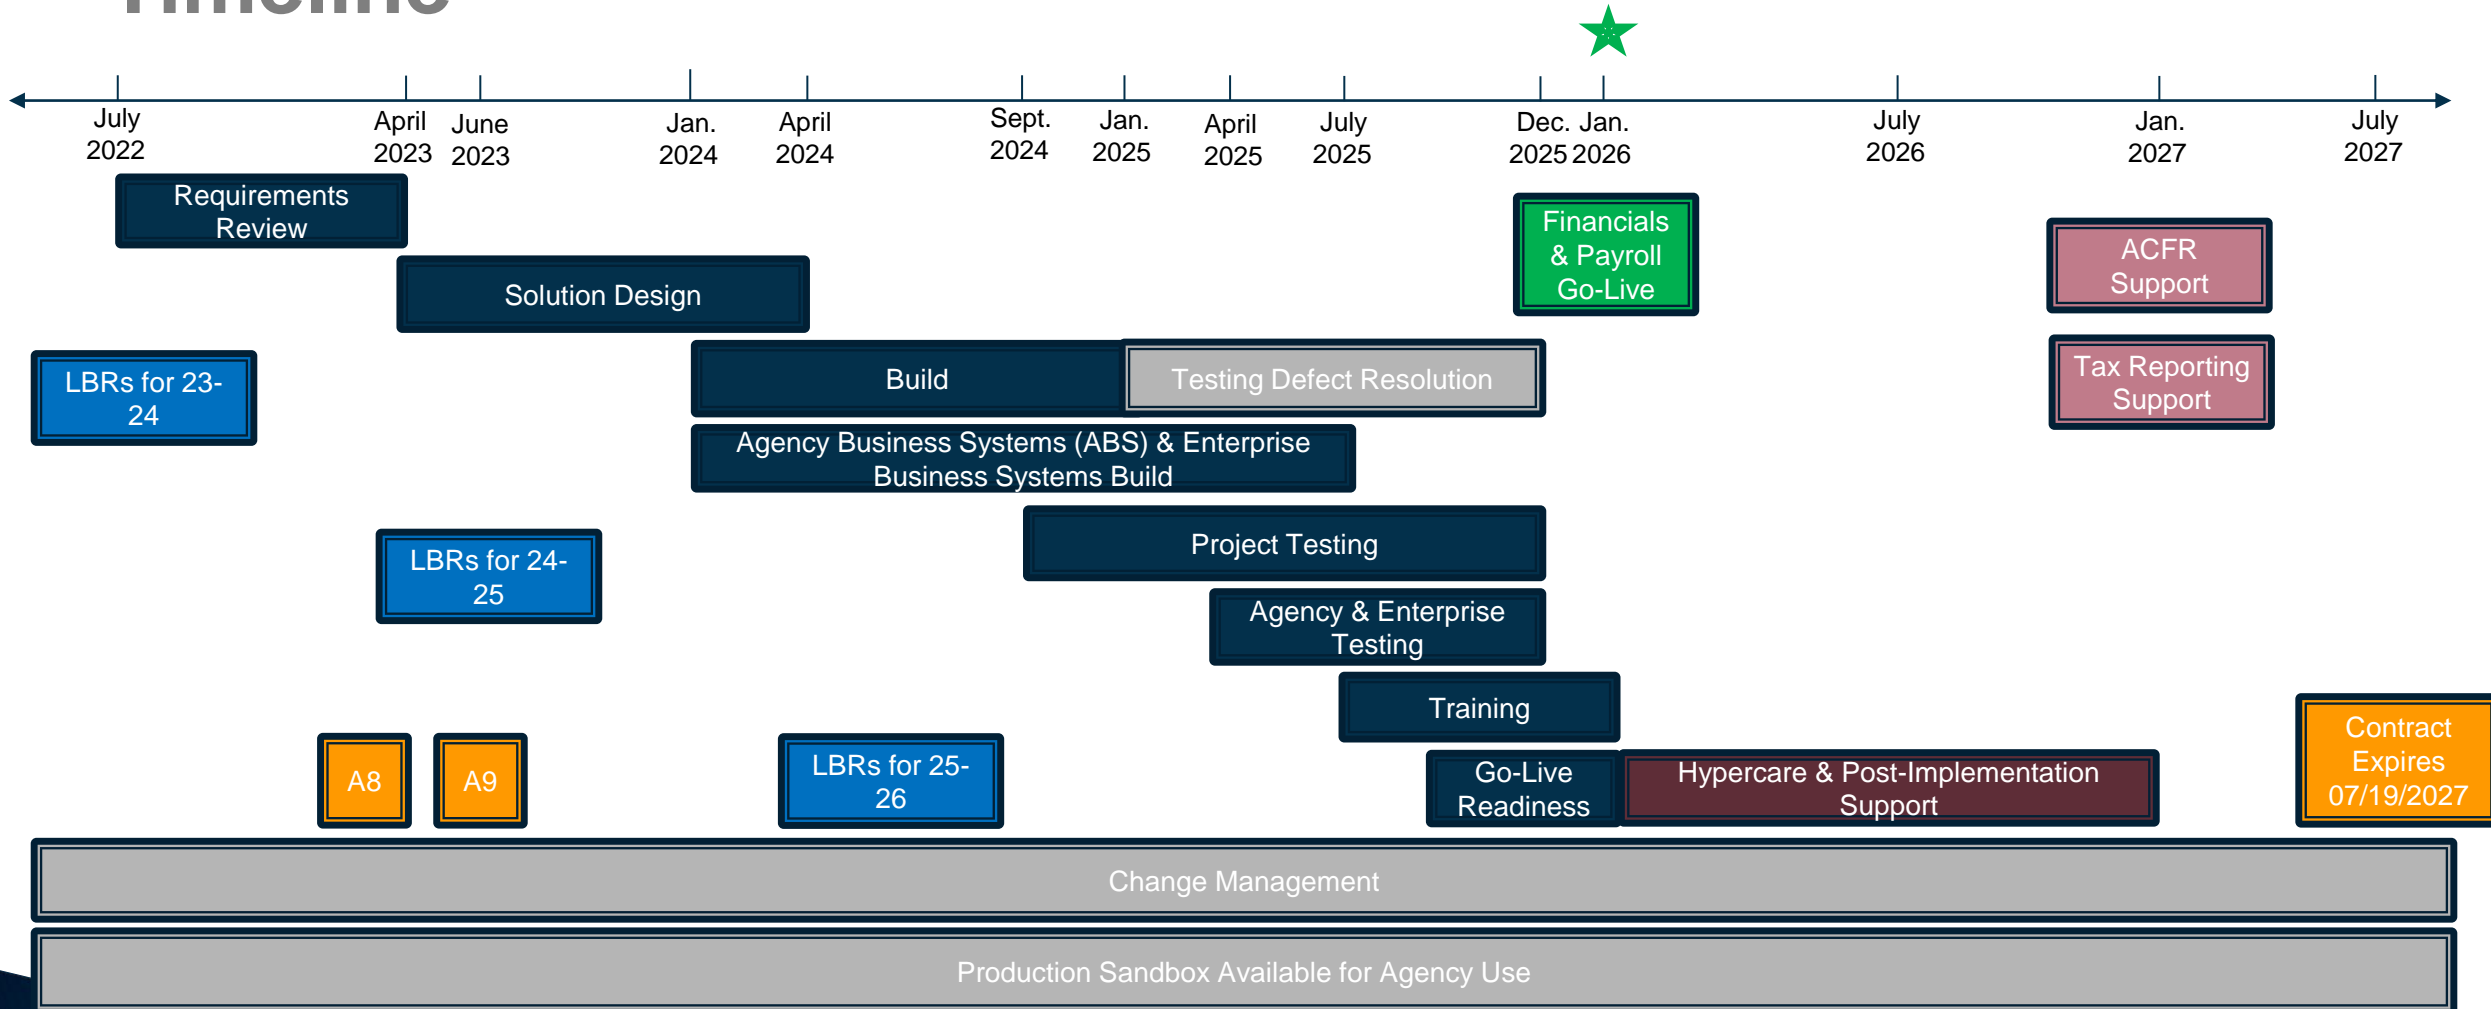 Timeline
July
2022
April
2023
June
2023
Jan.
2024
April
2024
Sept.
2024
Jan.
2025
April
2025
July
2025
Dec.
2025
Jan.
2026
July
2026
Jan.
2027
July
2027
Requirements
Review
Financials
& Payroll
Go-Live
ACFR
Support
Solution Design
LBRs for 23-
24
Build
Testing Defect Resolution
Tax Reporting
Support
Agency Business Systems (ABS) & Enterprise
Business Systems Build
LBRs for 24-
25
Project Testing
Agency & Enterprise
Testing
Training
A8
A9
LBRs for 25-
26
Go-Live
Readiness
Hypercare & Post-Implementation
Support
Contract
Expires
07/19/2027
Change Management
Production Sandbox Available for Agency Use